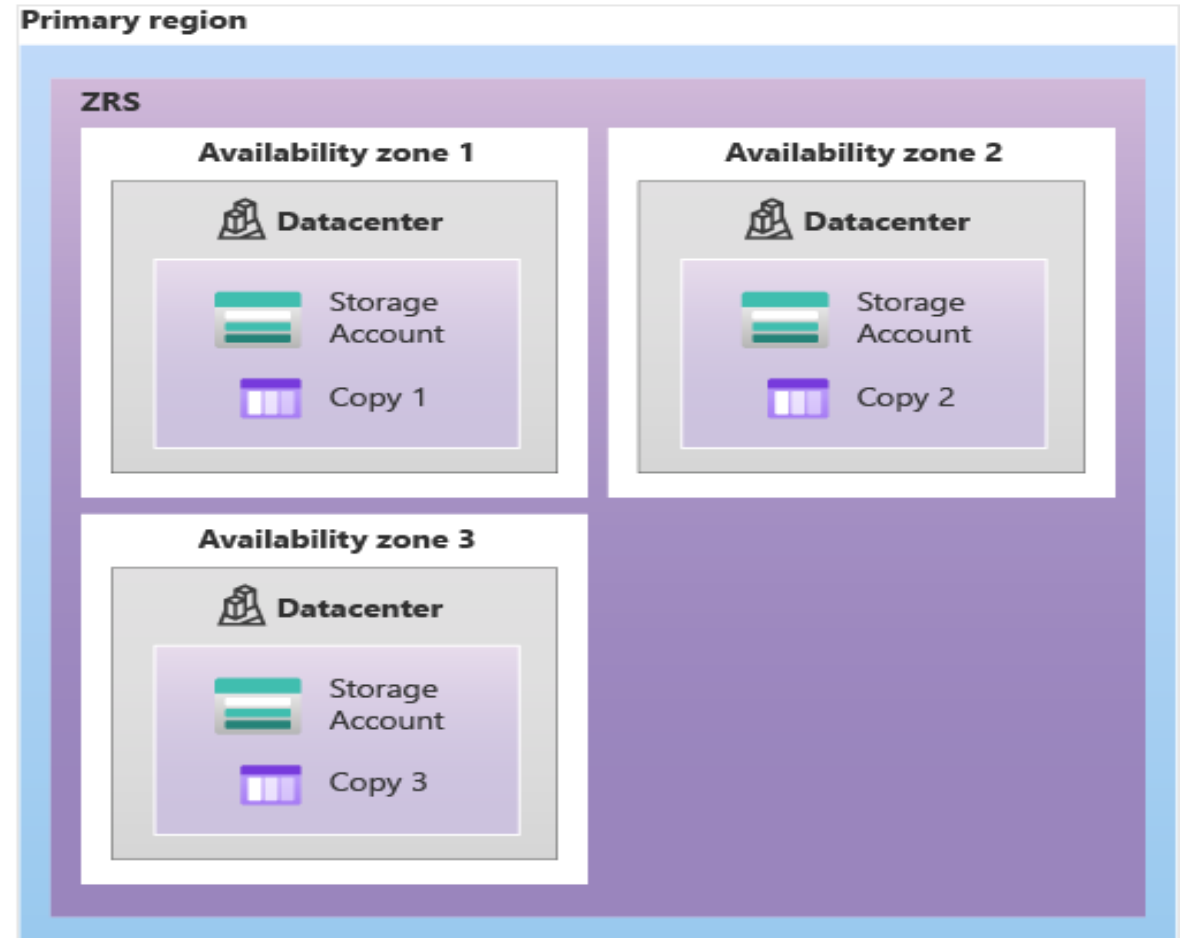 Primary region
ZRS
Availability zone 1
Datacenter
Storage
Account
Copy 1
Availability zone 2
Datacenter
Storage
Account
Copy 2
Availability zone 3
Datacenter
Storage
Account
Copy 3